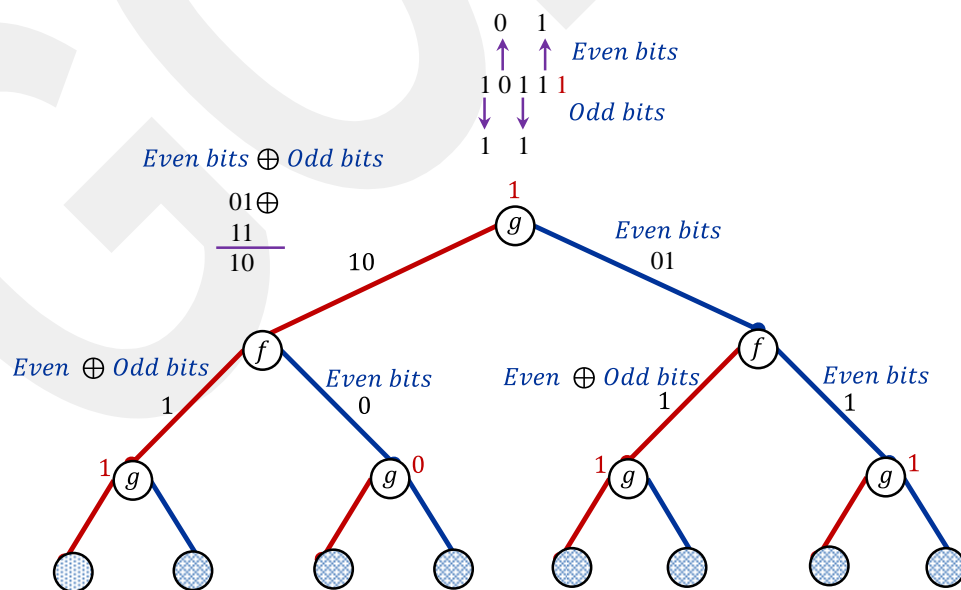 0 1
Even bits
1 0 1 1 1
Odd bits
1 1
Even bits ⊕ Odd bits
01⊕
11
10
1
g
Even bits
10
01
f
f
Even ⊕ Odd bits
Even bits
Even ⊕ Odd bits
Even bits
1
0
1
1
1
g
g
0
1
g
g
1